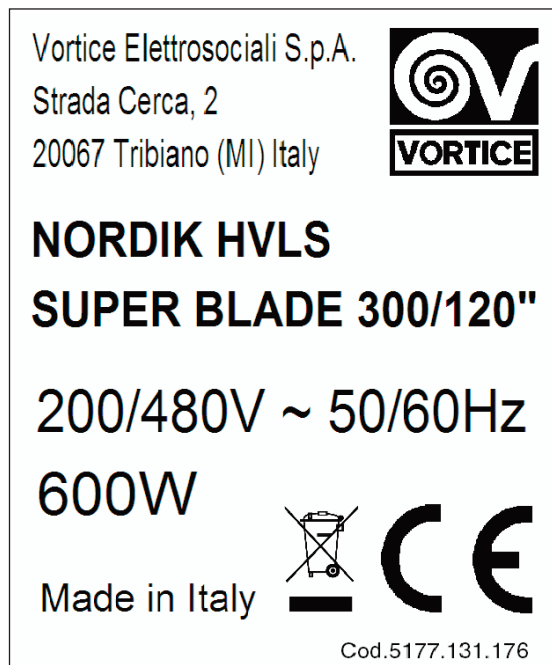 Vortice Elettrosociali S.p.A.
Strada Cerca, 2
20067 Tribiano (MI) Italy
VORTICE
NORDIK HVLS
SUPER BLADE 300/120"
200/480V ~ 50/60Hz
600W
CE
Made in Italy
Cod.5177.131.176